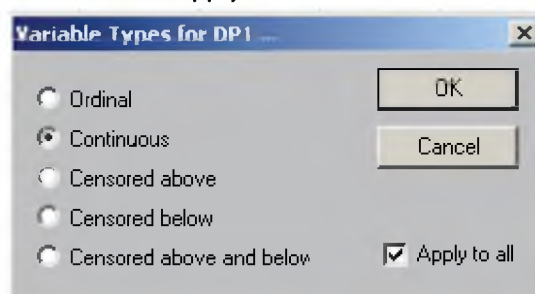 Variable Types for DP1 ...
Ordinal
Continuous
Censored above
Censored below
Censored above and below
OK
Cancel
Apply to all